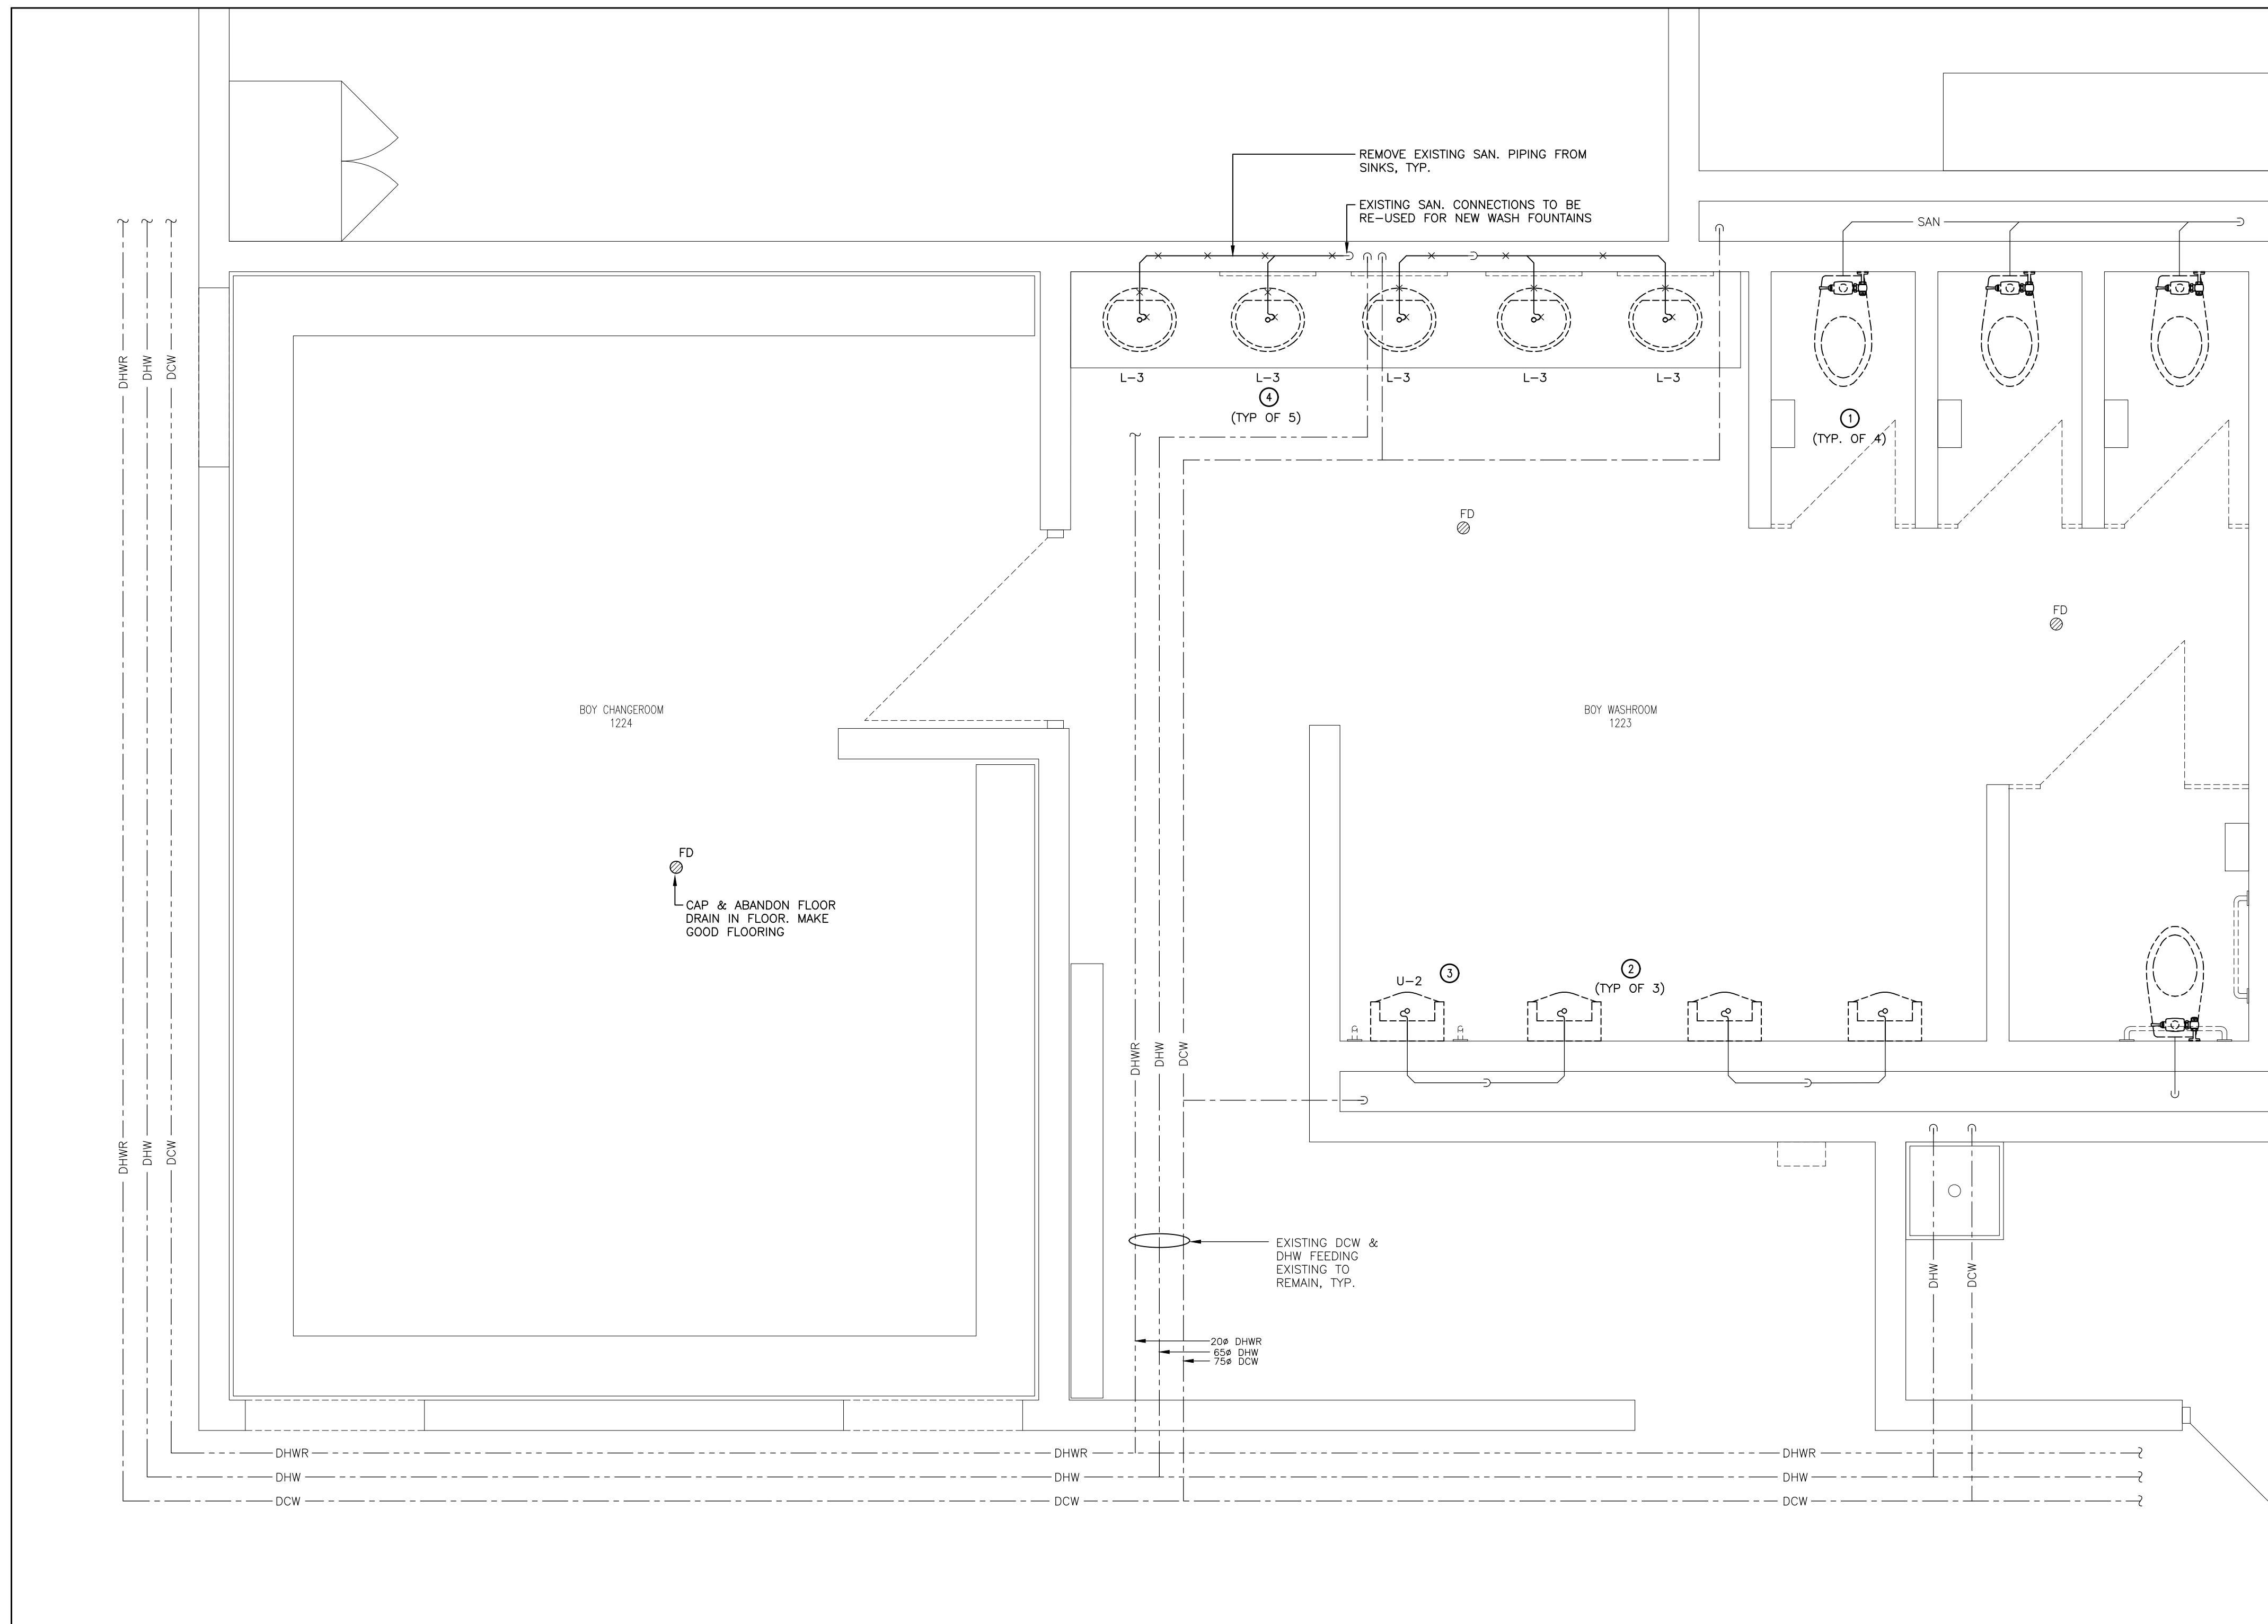 REMOVE EXISTING SAN. PIPING FROM
SINKS, TYP.
EXISTING SAN. CONNECTIONS TO BE
RE-USED FOR NEW WASH FOUNTAINS
SAN
DHWR
DHW
DCW
L-3
L-3
L-3
L-3
L-3
4
(TYP OF 5)
1
(TYP. OF 4)
FD
FD
BOY CHANGEROOM
1224
BOY WASHROOM
1223
FD
CAP & ABANDON FLOOR
DRAIN IN FLOOR. MAKE
GOOD FLOORING
U-2
3
2
(TYP OF 3)
DHWR
DHW
DCW
DHWR
DHW
DCW
EXISTING DCW &
DHW FEEDING
EXISTING TO
REMAIN, TYP.
DHW
DCW
20ø DHWR
65ø DHW
75ø DCW
DHWR
DHWR
DHWR
DHW
DHW
DHW
DCW
DCW
DCW